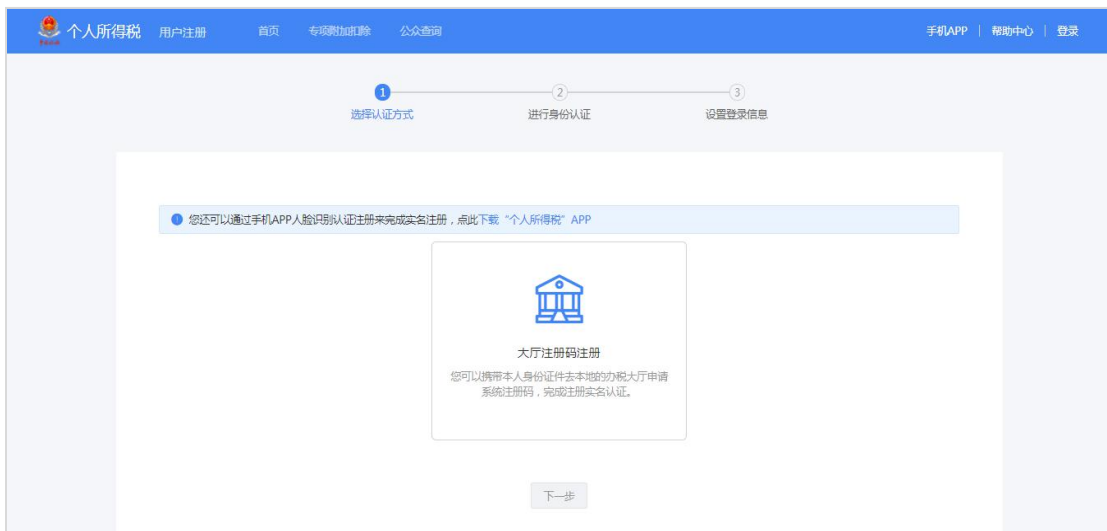 个人所得税 用户注册 首页 专项附加扣除 公众查询 手机APP | 帮助中心 | 登录
1 2 3
选择认证方式 进行身份认证 设置登录信息
您还可以通过手机APP人脸识别认证注册来完成实名注册，点此下载“个人所得税”APP
大厅注册码注册
您可以携带本人身份证件去本地的办税大厅申请
系统注册码，完成注册实名认证。
下一步